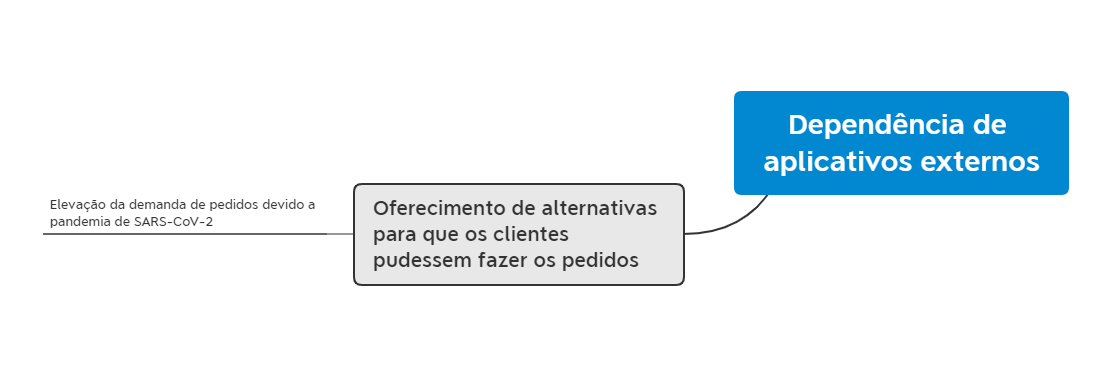 Dependência de
aplicativos externos
Oferecimento de alternativas
para que os clientes
pudessem fazer os pedidos
Elevação da demanda de pedidos devido a
pandemia de SARS-CoV-2